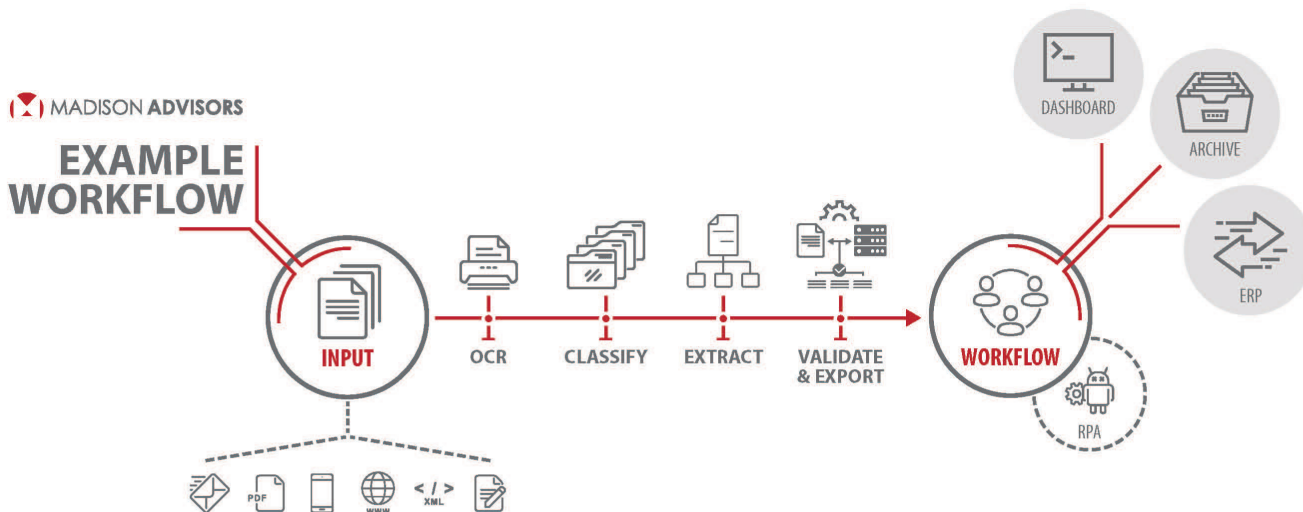 MADISON ADVISORS
EXAMPLE
WORKFLOW
INPUT
OCR
CLASSIFY
EXTRACT
VALIDATE
& EXPORT
WORKFLOW
DASHBOARD
ARCHIVE
ERP
RPA
PDF
WWW
< / >
XML